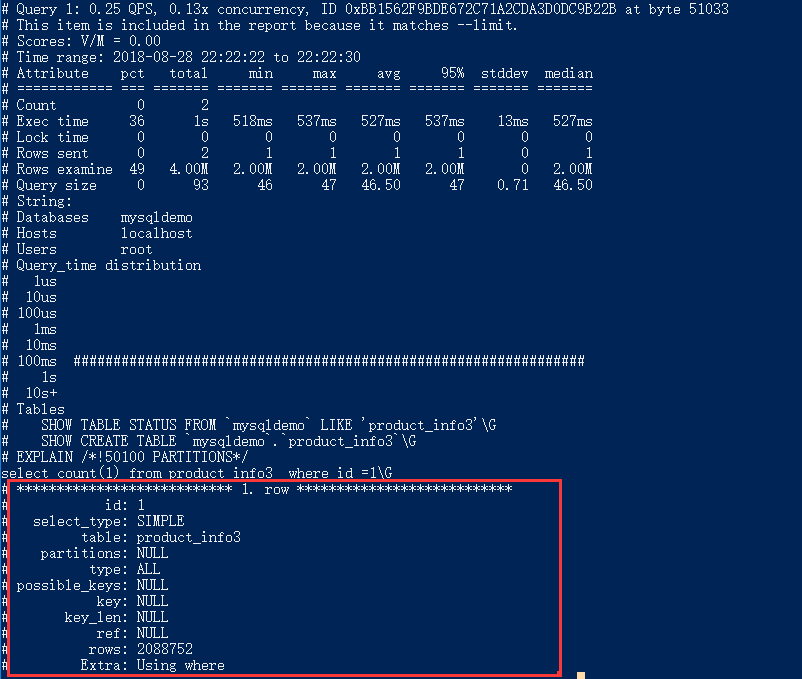 # Query 1: 0.25 QPS, 0.13x concurrency, ID 0xBB1562F9BDE672C71A2CDA3D0DC9B22B at byte 51033
# This item is included in the report because it matches --limit.
# Scores: V/M = 0.00
# Time range: 2018-08-28 22:22:22 to 22:22:30
# Attribute    pct   total     min     max     avg     95%  stddev  median
# ============ === ======= ======= ======= ======= ======= ======= =======
# Count          0       2
# Exec time     36      1s   518ms   537ms   527ms   537ms    13ms   527ms
# Lock time      0       0       0       0       0       0       0       0
# Rows sent      0       2       1       1       1       1       0       1
# Rows examine  49   4.00M   2.00M   2.00M   2.00M   2.00M       0   2.00M
# Query size     0      93      46      47   46.50      47    0.71   46.50
# String:
# Databases    mysqldemo
# Hosts        localhost
# Users        root
# Query_time distribution
#   1us
#  10us
# 100us
#   1ms
#  10ms
# 100ms  ################################################################
#    1s
#  10s+
# Tables
#    SHOW TABLE STATUS FROM `mysqldemo` LIKE 'product_info3'\G
#    SHOW CREATE TABLE `mysqldemo`.`product_info3`\G
# EXPLAIN /*!50100 PARTITIONS*/
select count(1) from product_info3  where id =1\G
# *************************** 1. row ***************************
#            id: 1
#   select_type: SIMPLE
#         table: product_info3
#    partitions: NULL
#          type: ALL
# possible_keys: NULL
#           key: NULL
#       key_len: NULL
#           ref: NULL
#          rows: 2088752
#         Extra: Using where